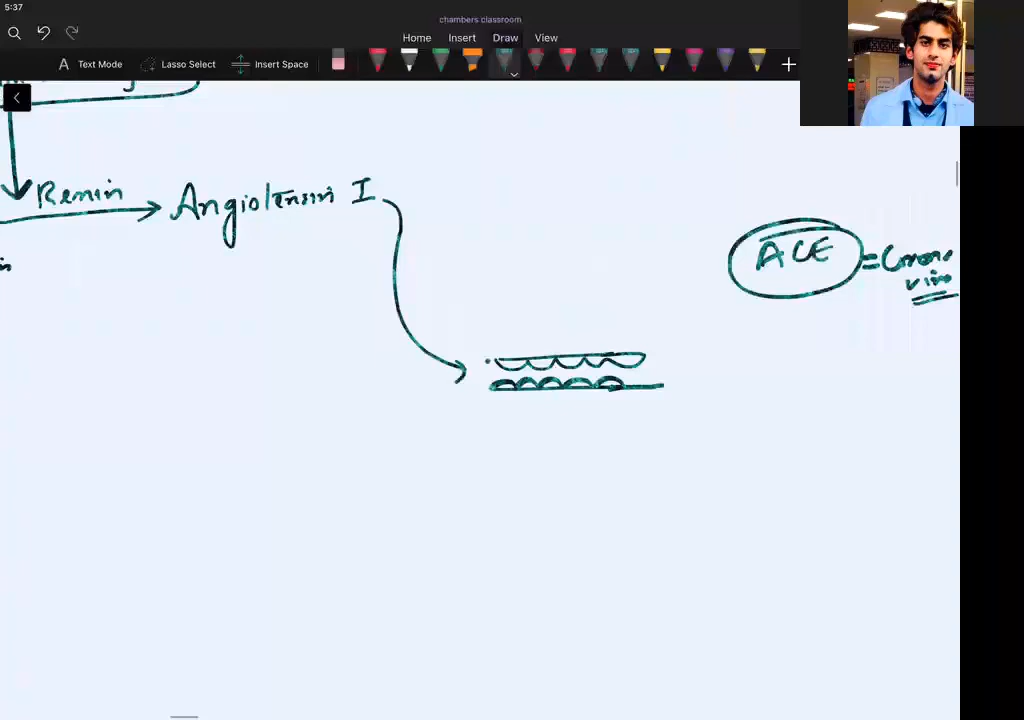 5:37
chambers classroom
Home Insert Draw View
Text Mode Lasso Select Insert Space
Renin
Angiotensin I
ACE =